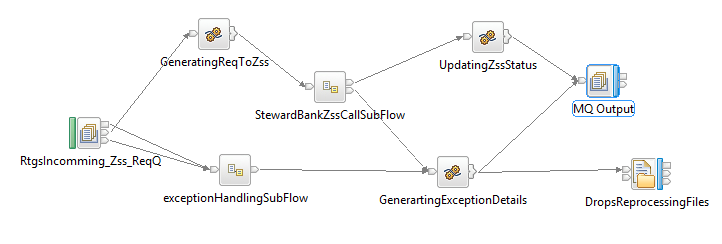 GeneratingReqToZss
UpdatingZssStatus
StewardBankZssCallSubFlow
MQ Output
RtgsIncomming_Zss_ReqQ
exceptionHandlingSubFlow
GenerartingExceptionDetails
DropsReprocessingFiles